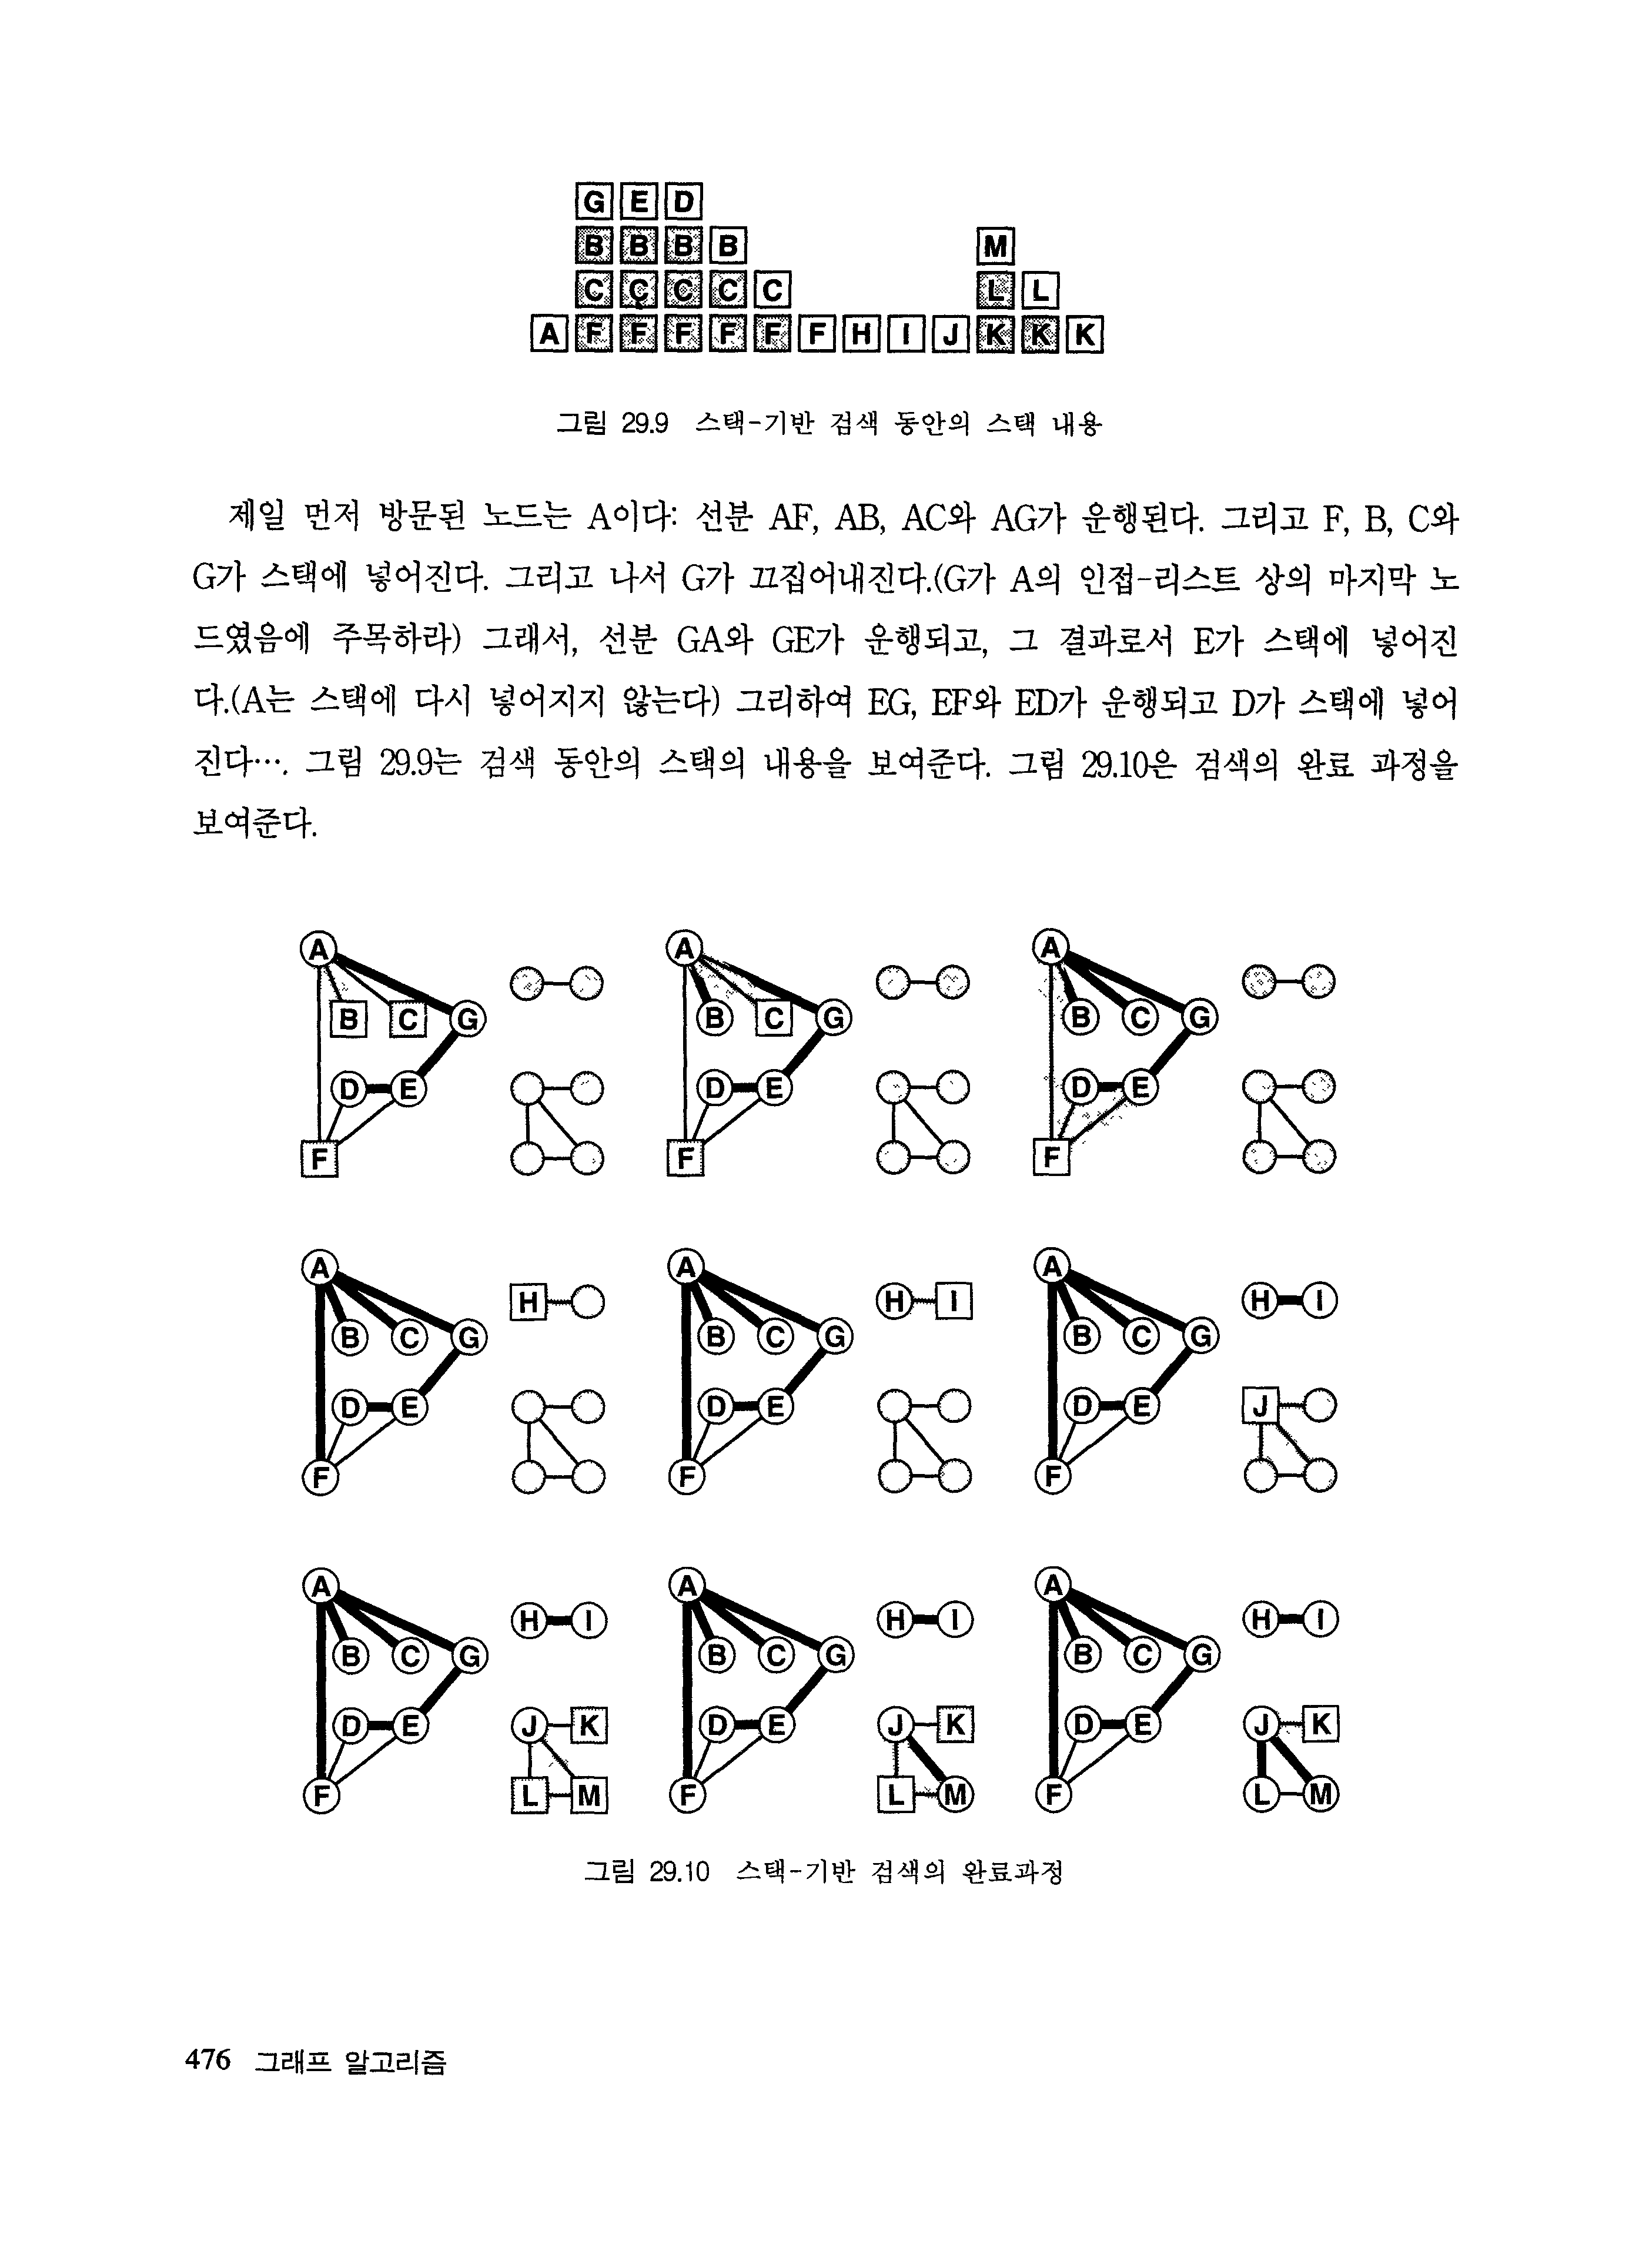 G E D
B B B B M
C C C C C L L
A F F F F F F H I J K K K
그림 29.9 스택-기반 검색 동안의 스택 내용
제일 먼저 방문된 노드는 A이다: 선분 AF, AB, AC와 AG가 운행된다. 그리고 F, B, C와
G가 스택에 넣어진다. 그리고 나서 G가 끄집어내진다.(G가 A의 인접-리스트 상의 마지막 노
드였음에 주목하라) 그래서, 선분 GA와 GE가 운행되고, 그 결과로서 E가 스택에 넣어진
다.(A는 스택에 다시 넣어지지 않는다) 그리하여 EG, EF와 ED가 운행되고 D가 스택에 넣어
진다…. 그림 29.9는 검색 동안의 스택의 내용을 보여준다. 그림 29.10은 검색의 완료 과정을
보여준다.
A A A
B C G B C G B C G
D E D E D E
F F F
A H A H I A H I
B C G B C G B C G
D E D E D E J
F F F
A H I A H I A H I
B C G B C G B C G
D E J K D E J K D E J K
F L M F L M F L M
그림 29.10 스택-기반 검색의 완료과정
476 그래프 알고리즘